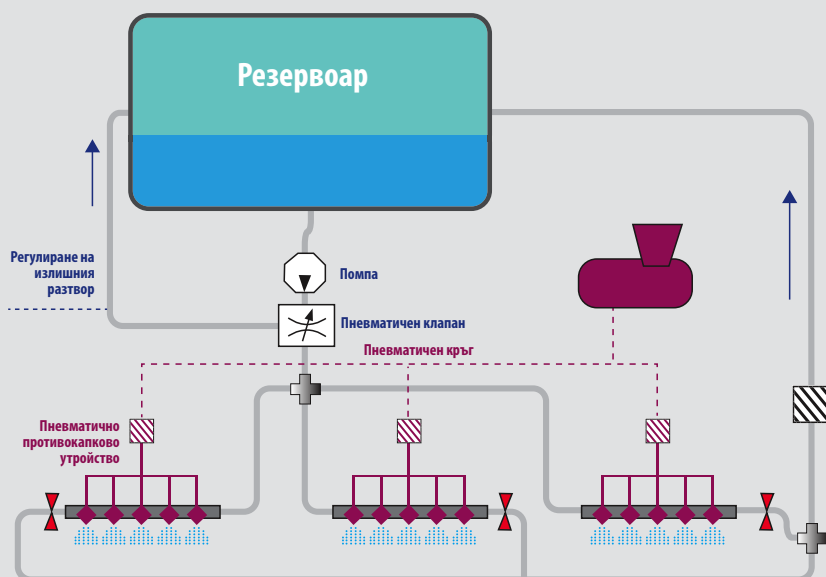 Резервоар
Регулиране на
излишния
разтвор
Помпа
Пневматичен клапан
Пневматичен кръг
Пневматично
противокапково
утройство